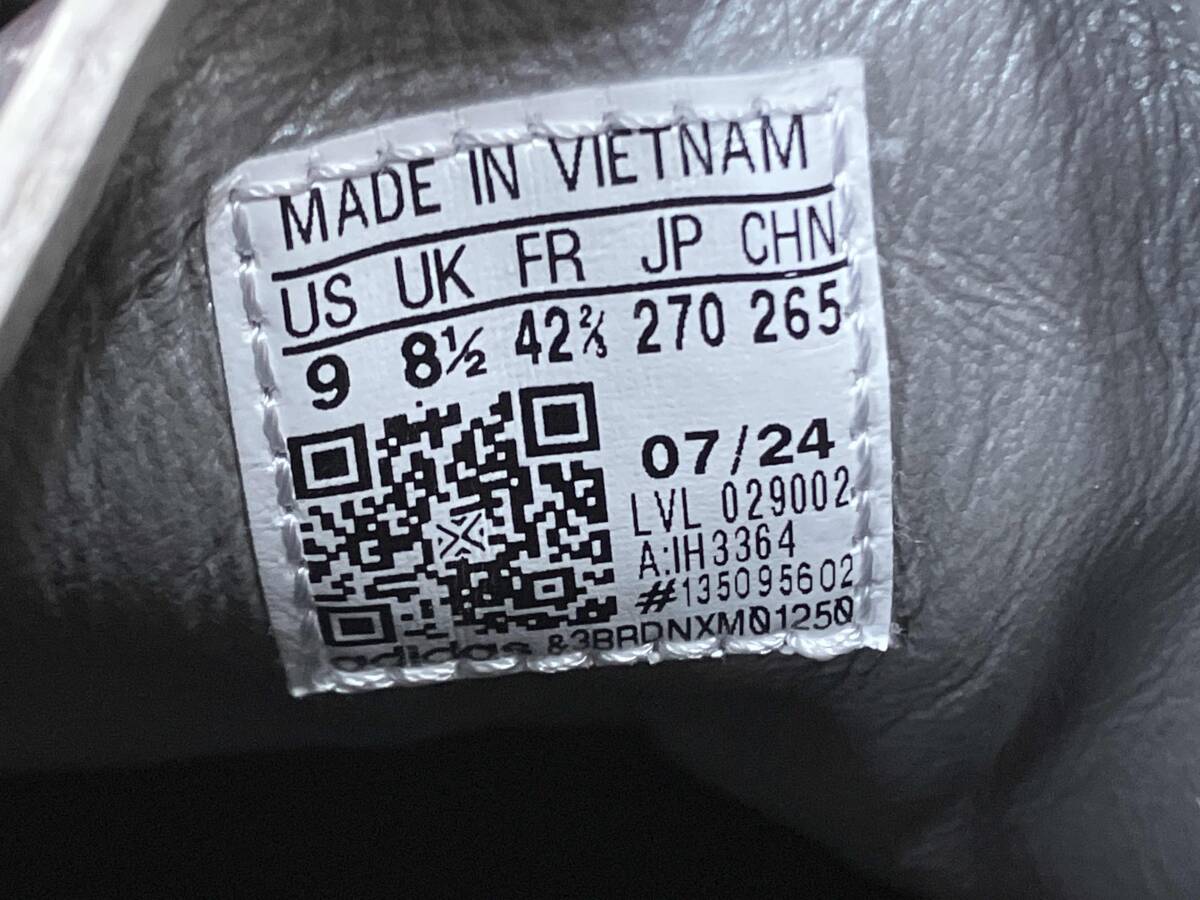 MADE IN VIETNAM
US UK FR JP CHN
9 8½ 42⅔ 270 265
07/24
LVL 029002
A:IH3364
#135095602
adidas &3BRDNXM01250